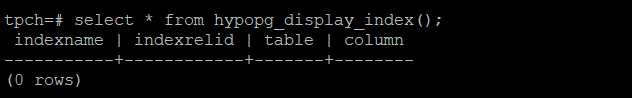 tpch=# select * from hypopg_display_index();
 indexname | indexrelid | table | column
-----------+------------+-------+--------
(0 rows)